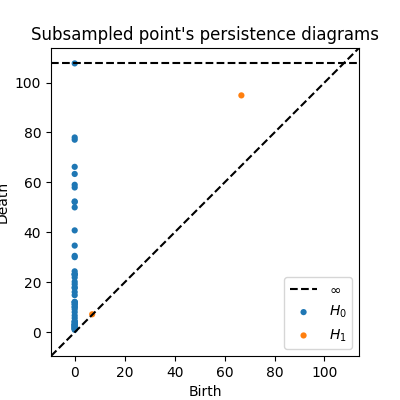 Subsampled point's persistence diagrams
100
80
60
40
20
0
Death
∞
H₀
H₁
0 20 40 60 80 100
Birth